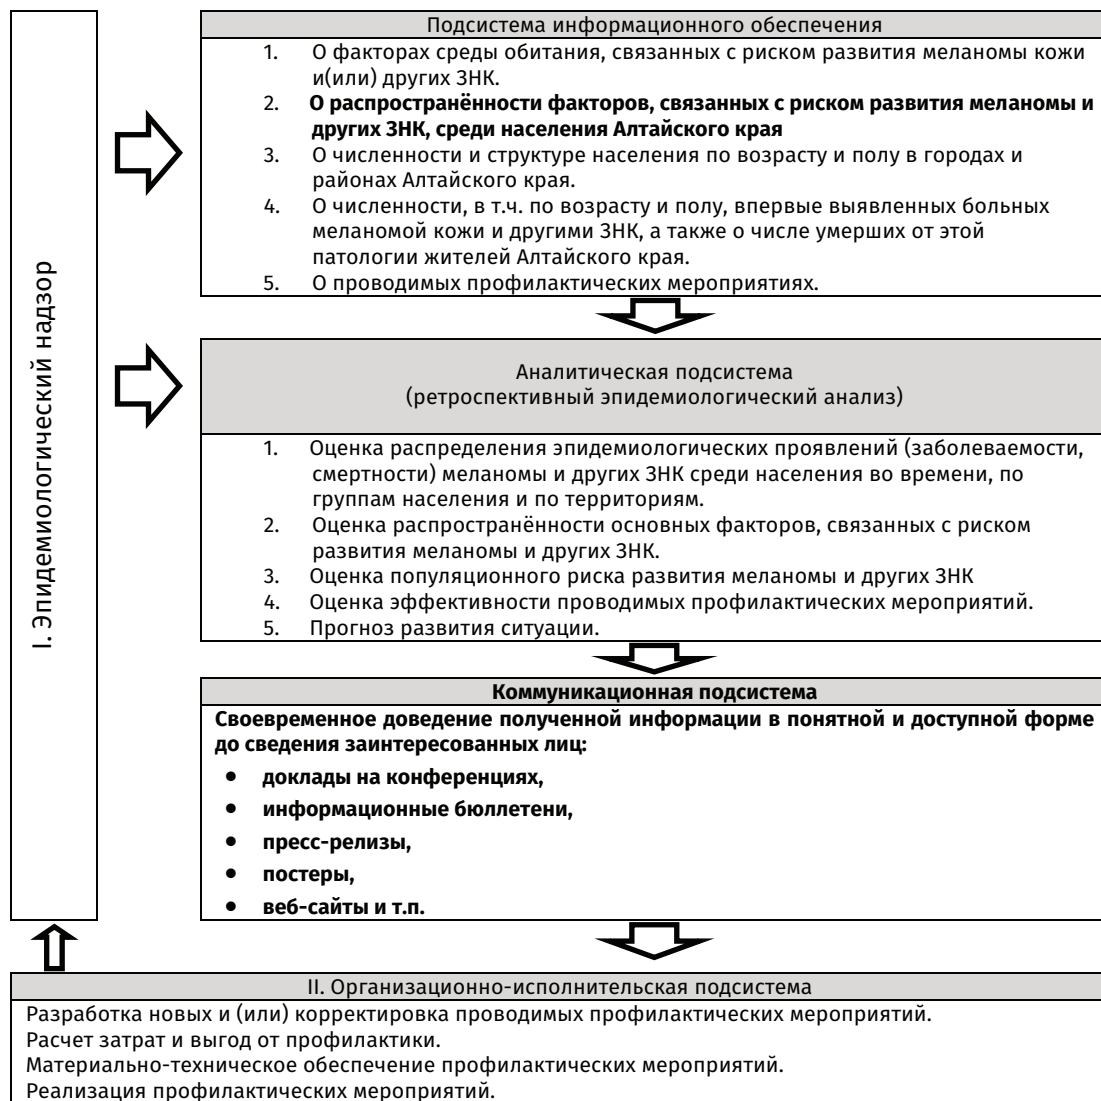 I. Эпидемиологический надзор
Подсистема информационного обеспечения
1. О факторах среды обитания, связанных с риском развития меланомы кожи
и(или) других ЗНК.
2. О распространённости факторов, связанных с риском развития меланомы и
других ЗНК, среди населения Алтайского края
3. О численности и структуре населения по возрасту и полу в городах и
районах Алтайского края.
4. О численности, в т.ч. по возрасту и полу, впервые выявленных больных
меланомой кожи и другими ЗНК, а также о числе умерших от этой
патологии жителей Алтайского края.
5. О проводимых профилактических мероприятиях.
Аналитическая подсистема
(ретроспективный эпидемиологический анализ)
1. Оценка распределения эпидемиологических проявлений (заболеваемости,
смертности) меланомы и других ЗНК среди населения во времени, по
группам населения и по территориям.
2. Оценка распространённости основных факторов, связанных с риском
развития меланомы и других ЗНК.
3. Оценка популяционного риска развития меланомы и других ЗНК
4. Оценка эффективности проводимых профилактических мероприятий.
5. Прогноз развития ситуации.
Коммуникационная подсистема
Своевременное доведение полученной информации в понятной и доступной форме
до сведения заинтересованных лиц:
• доклады на конференциях,
• информационные бюллетени,
• пресс-релизы,
• постеры,
• веб-сайты и т.п.
II. Организационно-исполнительская подсистема
Разработка новых и (или) корректировка проводимых профилактических мероприятий.
Расчет затрат и выгод от профилактики.
Материально-техническое обеспечение профилактических мероприятий.
Реализация профилактических мероприятий.